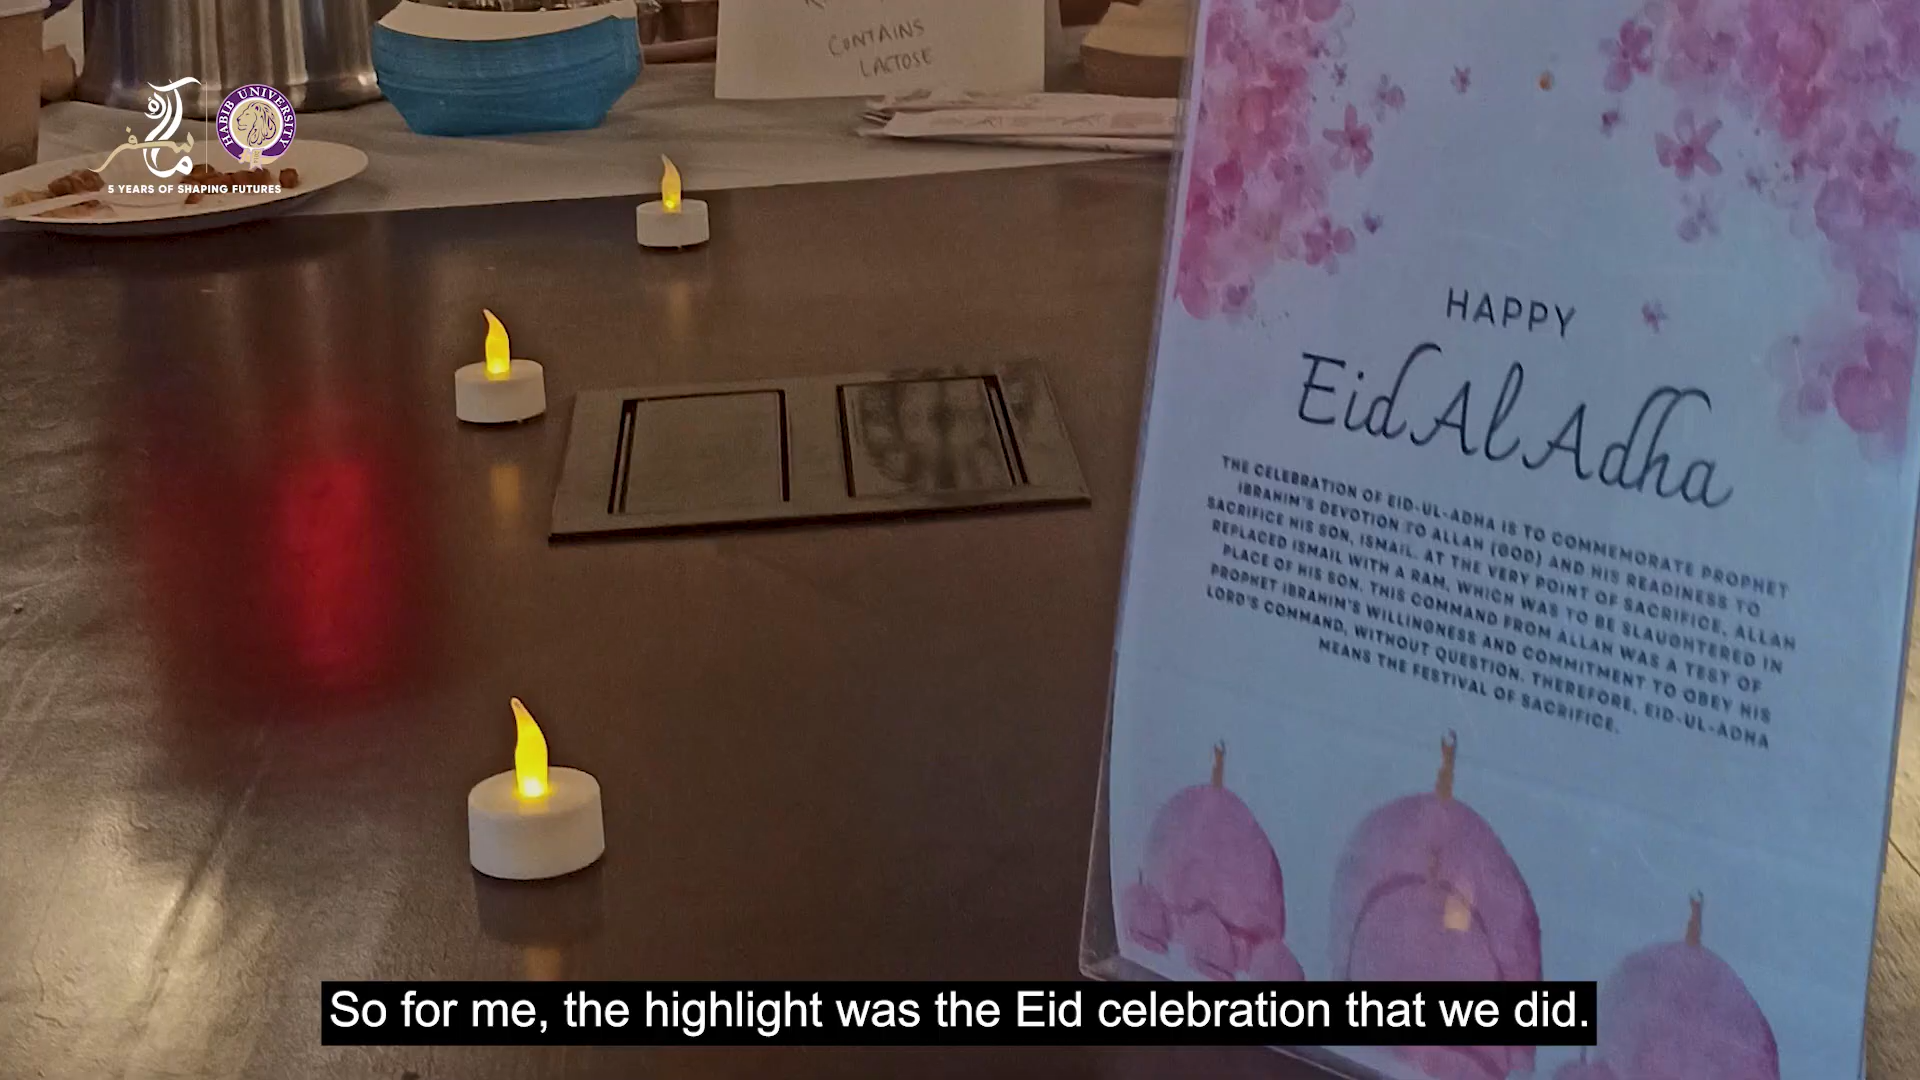 CONTAINS
LACTOSE
HABIB UNIVERSITY
5 YEARS OF SHAPING FUTURES
HAPPY
Eid Al Adha
THE CELEBRATION OF EID-UL-ADHA IS TO COMMEMORATE PROPHET
IBRAHIM'S DEVOTION TO ALLAH (GOD) AND HIS READINESS TO
SACRIFICE HIS SON, ISMAIL. AT THE VERY POINT OF SACRIFICE, ALLAH
REPLACED ISMAIL WITH A RAM, WHICH WAS TO BE SLAUGHTERED IN
PLACE OF HIS SON. THIS COMMAND FROM ALLAH WAS A TEST OF
PROPHET IBRAHIM'S WILLINGNESS AND COMMITMENT TO OBEY HIS
LORD'S COMMAND, WITHOUT QUESTION. THEREFORE, EID-UL-ADHA
MEANS THE FESTIVAL OF SACRIFICE.
So for me, the highlight was the Eid celebration that we did.